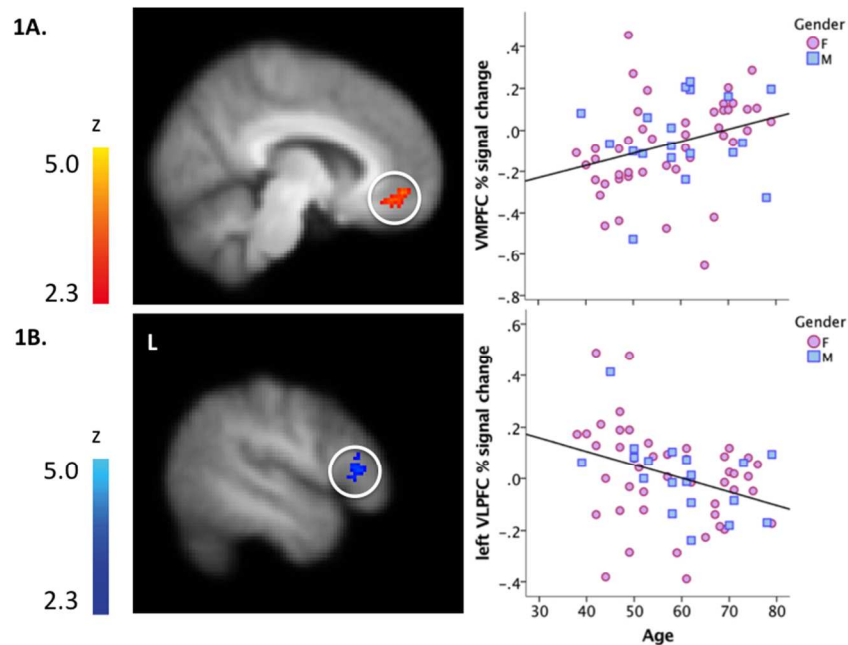 1A.
z
5.0
2.3
VMPFC % signal change
.4
.2
.0
-.2
-.4
-.6
-.8
Gender
F
M
1B.
L
z
5.0
2.3
left VLPFC % signal change
.6
.4
.2
.0
-.2
-.4
30 40 50 60 70 80
Age
Gender
F
M